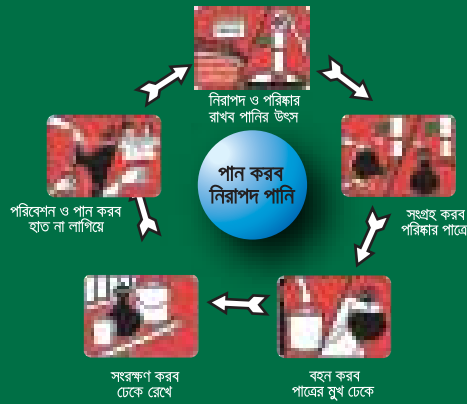 নিরাপদ ও পরিষ্কার
রাখব পানির উৎস
পান করব
নিরাপদ পানি
সংগ্রহ করব
পরিষ্কার পাত্রে
বহন করব
পাত্রের মুখ ঢেকে
সংরক্ষণ করব
ঢেকে রেখে
পরিবেশন ও পান করব
হাত না লাগিয়ে